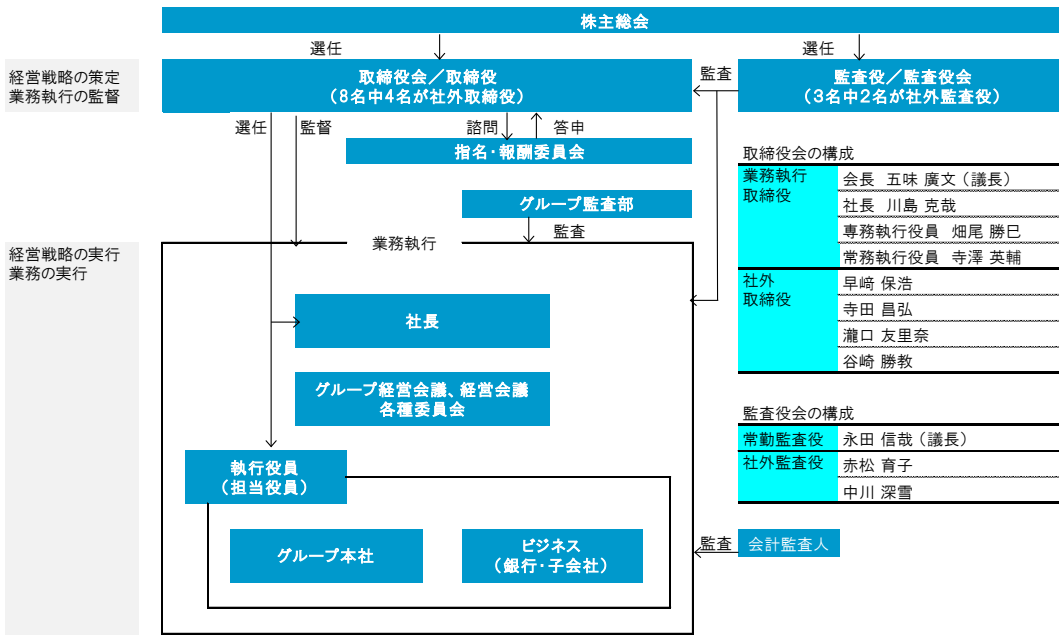 株主総会
選任
選任
経営戦略の策定
業務執行の監督
取締役会／取締役
（8名中4名が社外取締役）
監査
監査役／監査役会
（3名中2名が社外監査役）
選任
監督
諮問
答申
指名・報酬委員会
グループ監査部
監査
経営戦略の実行
業務の実行
業務執行
社長
グループ経営会議、経営会議
各種委員会
執行役員
（担当役員）
グループ本社
ビジネス
（銀行・子会社）
取締役会の構成
業務執行
取締役
会長 五味 廣文（議長）
社長 川島 克哉
専務執行役員 畑尾 勝巳
常務執行役員 寺澤 英輔
社外
取締役
早﨑 保浩
寺田 昌弘
瀧口 友里奈
谷崎 勝教
監査役会の構成
常勤監査役 永田 信哉（議長）
社外監査役 赤松 育子
中川 深雪
監査
会計監査人